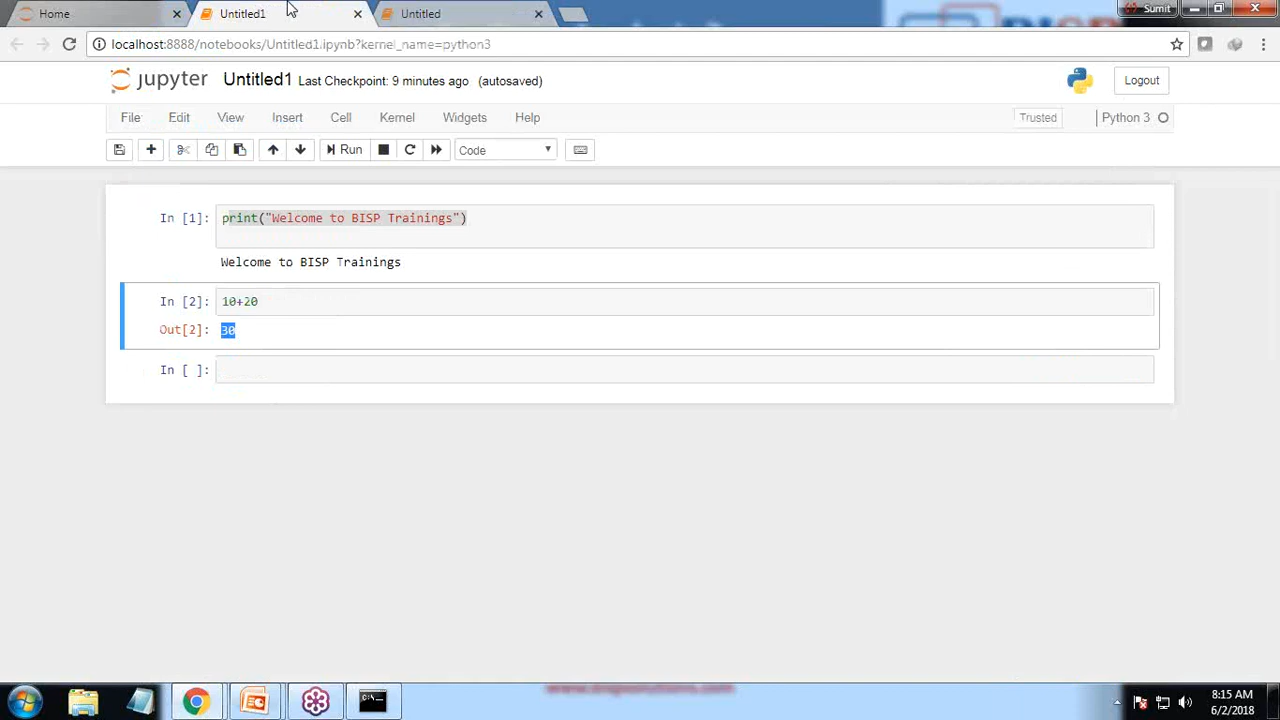 Home
Untitled1
Untitled
Sumit
localhost:8888/notebooks/Untitled1.ipynb?kernel_name=python3
jupyter Untitled1 Last Checkpoint: 9 minutes ago (autosaved)
Logout
File Edit View Insert Cell Kernel Widgets Help
Trusted
Python 3
Run
Code
In [1]: print("Welcome to BISP Trainings")
Welcome to BISP Trainings
In [2]: 10+20
Out[2]: 30
In [ ]:
8:15 AM
6/2/2018